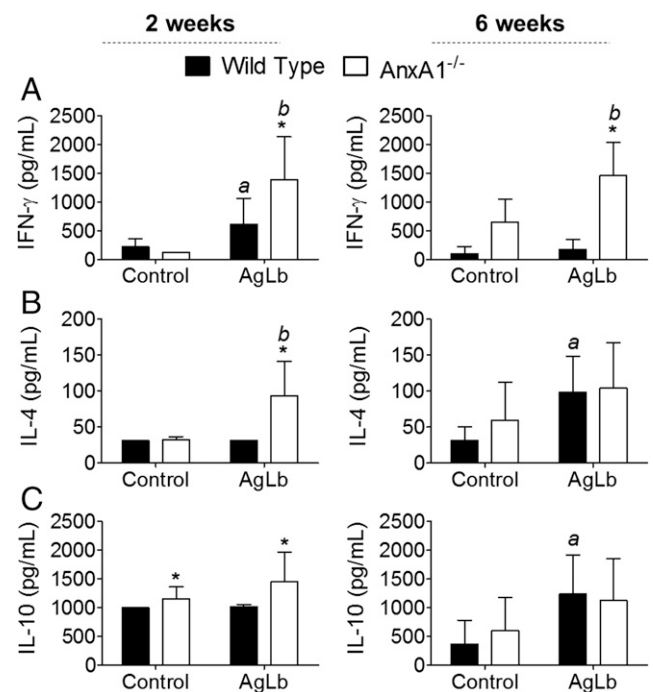 2 weeks 6 weeks
Wild Type AnxA1-/-
A
IFN-γ (pg/mL)
2500
2000
1500
1000
500
0
a
b
*
Control AgLb
IFN-γ (pg/mL)
2500
2000
1500
1000
500
0
b
*
Control AgLb
B
IL-4 (pg/mL)
200
150
100
50
0
b
*
Control AgLb
IL-4 (pg/mL)
200
150
100
50
0
a
Control AgLb
C
IL-10 (pg/mL)
2500
2000
1500
1000
500
0
*
*
Control AgLb
IL-10 (pg/mL)
2500
2000
1500
1000
500
0
a
Control AgLb